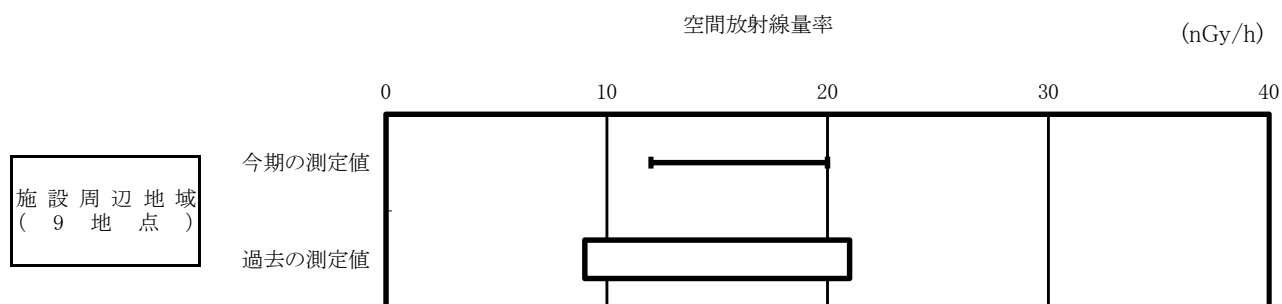 空間放射線量率
(nGy/h)
0 10 20 30 40
今期の測定値
施設周辺地域
(9地点)
過去の測定値